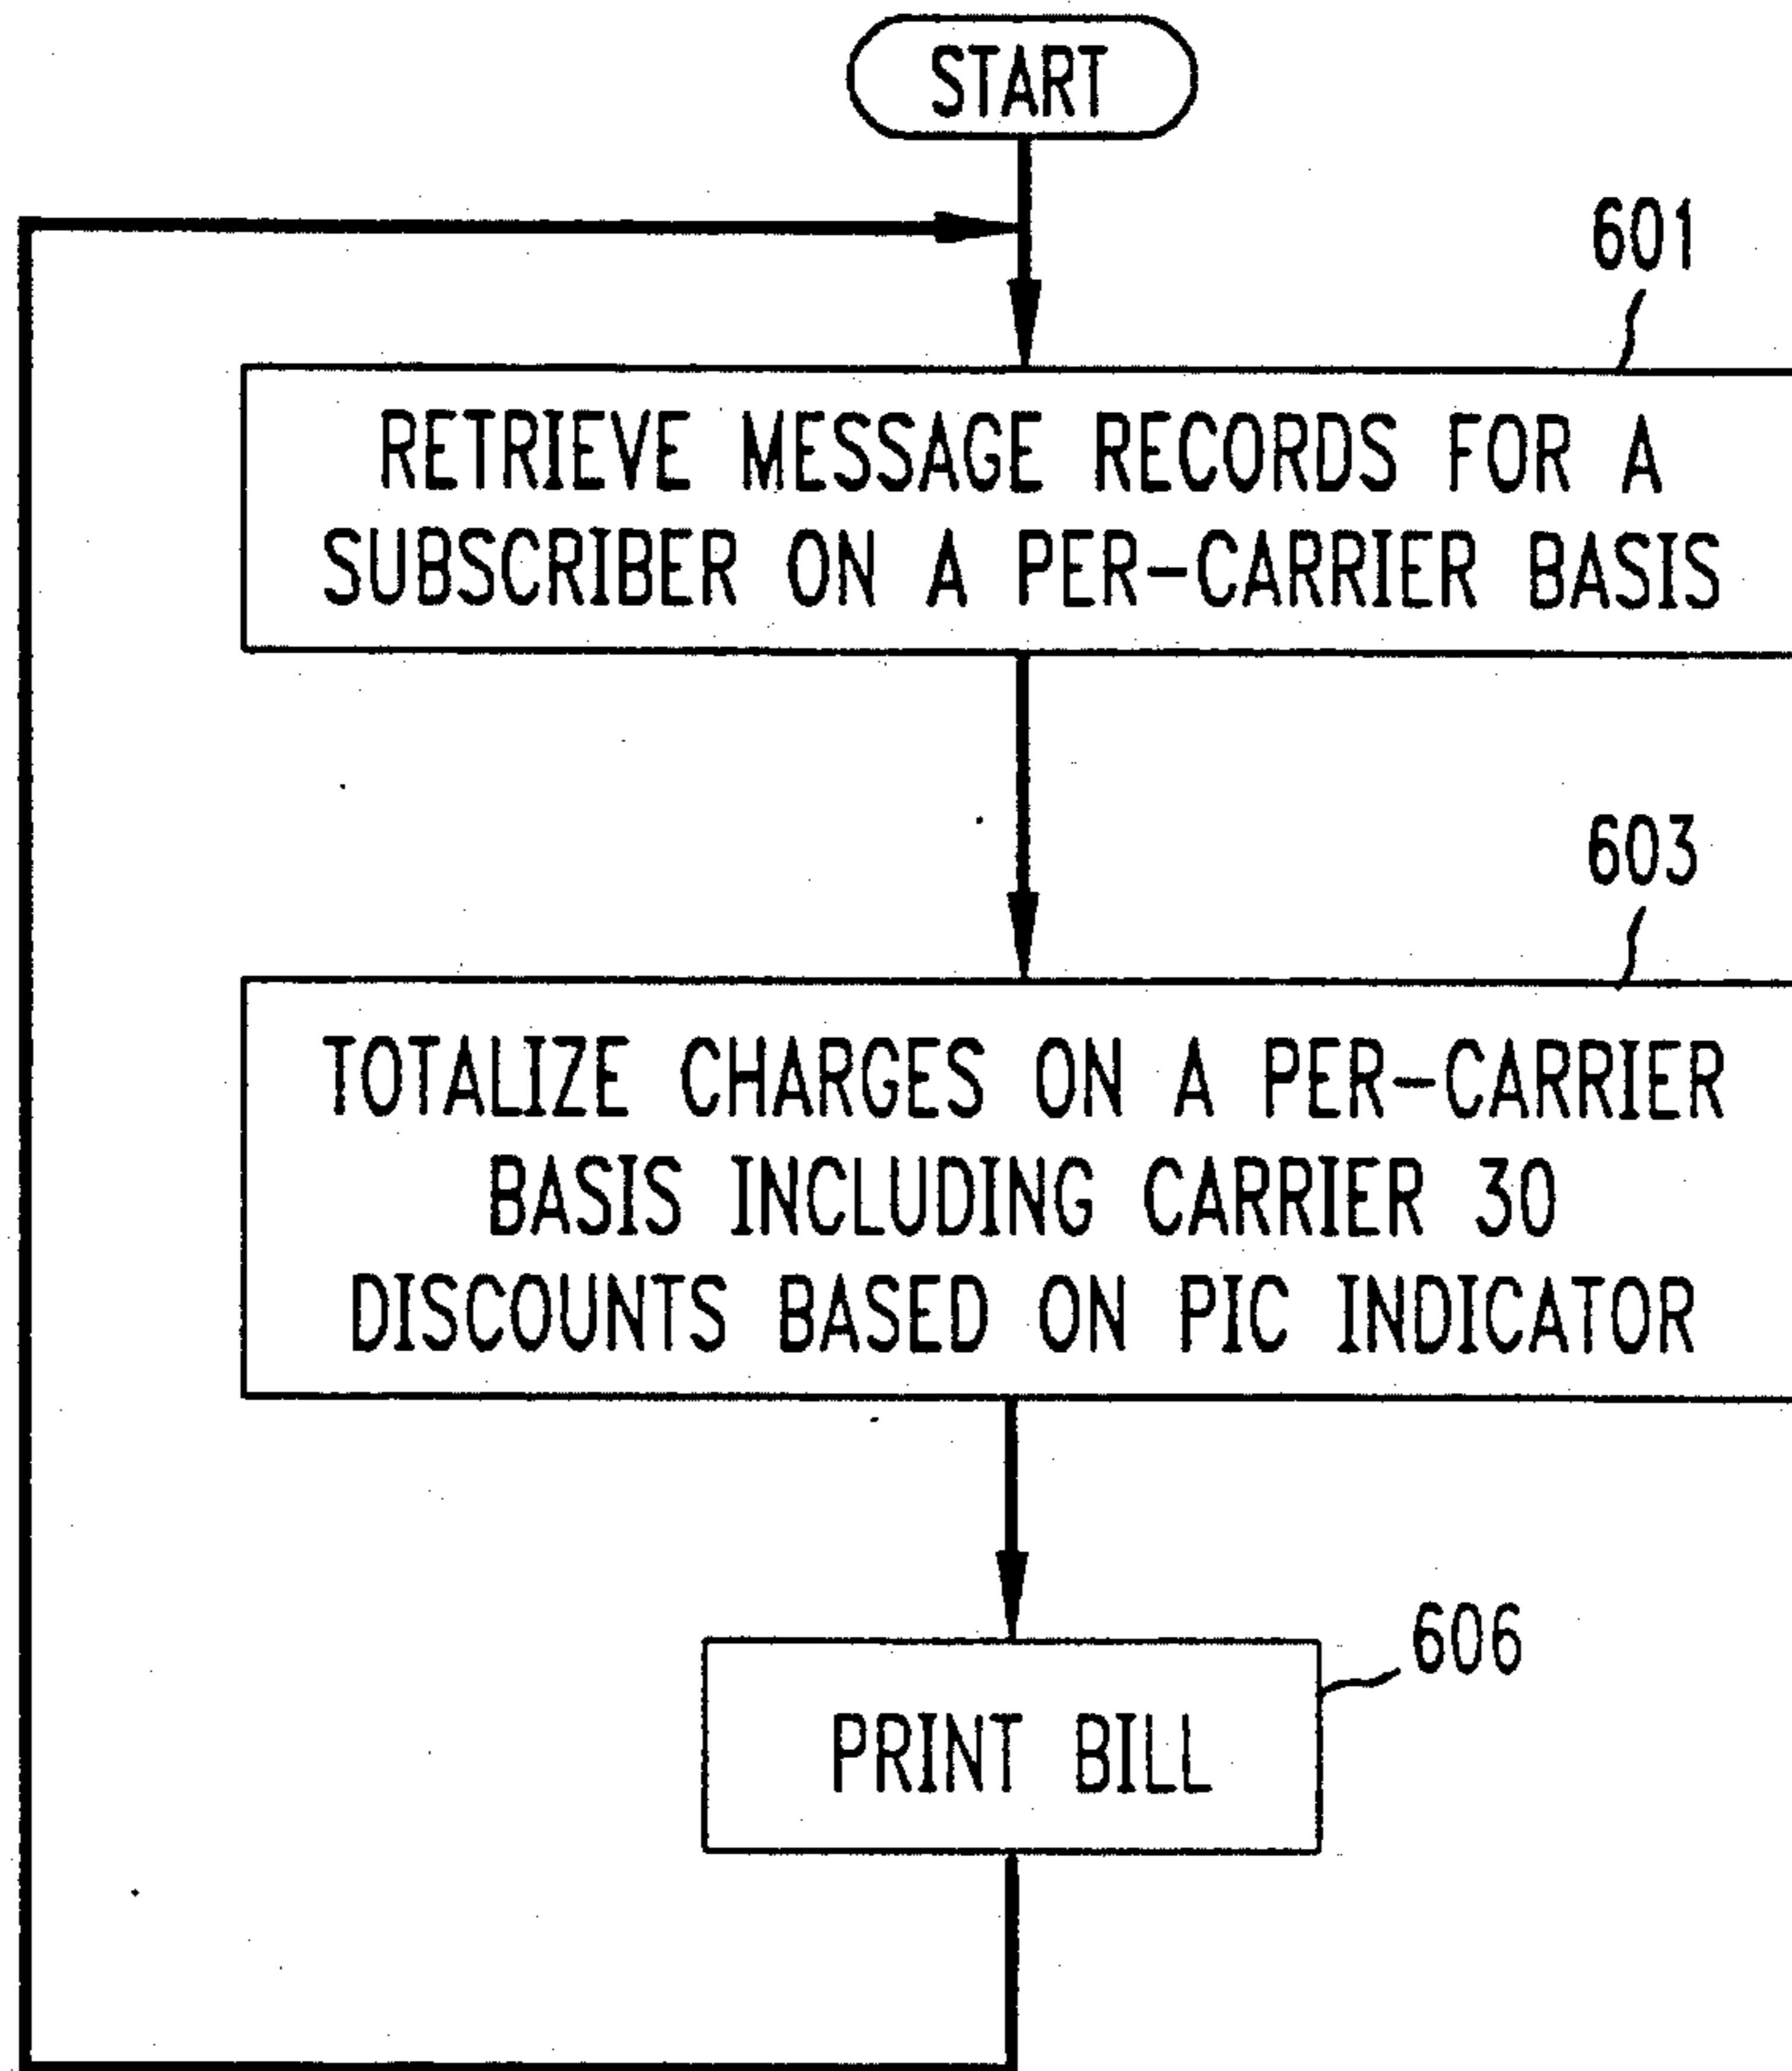 START
601
RETRIEVE MESSAGE RECORDS FOR A
SUBSCRIBER ON A PER-CARRIER BASIS
603
TOTALIZE CHARGES ON A PER-CARRIER
BASIS INCLUDING CARRIER 30
DISCOUNTS BASED ON PIC INDICATOR
606
PRINT BILL